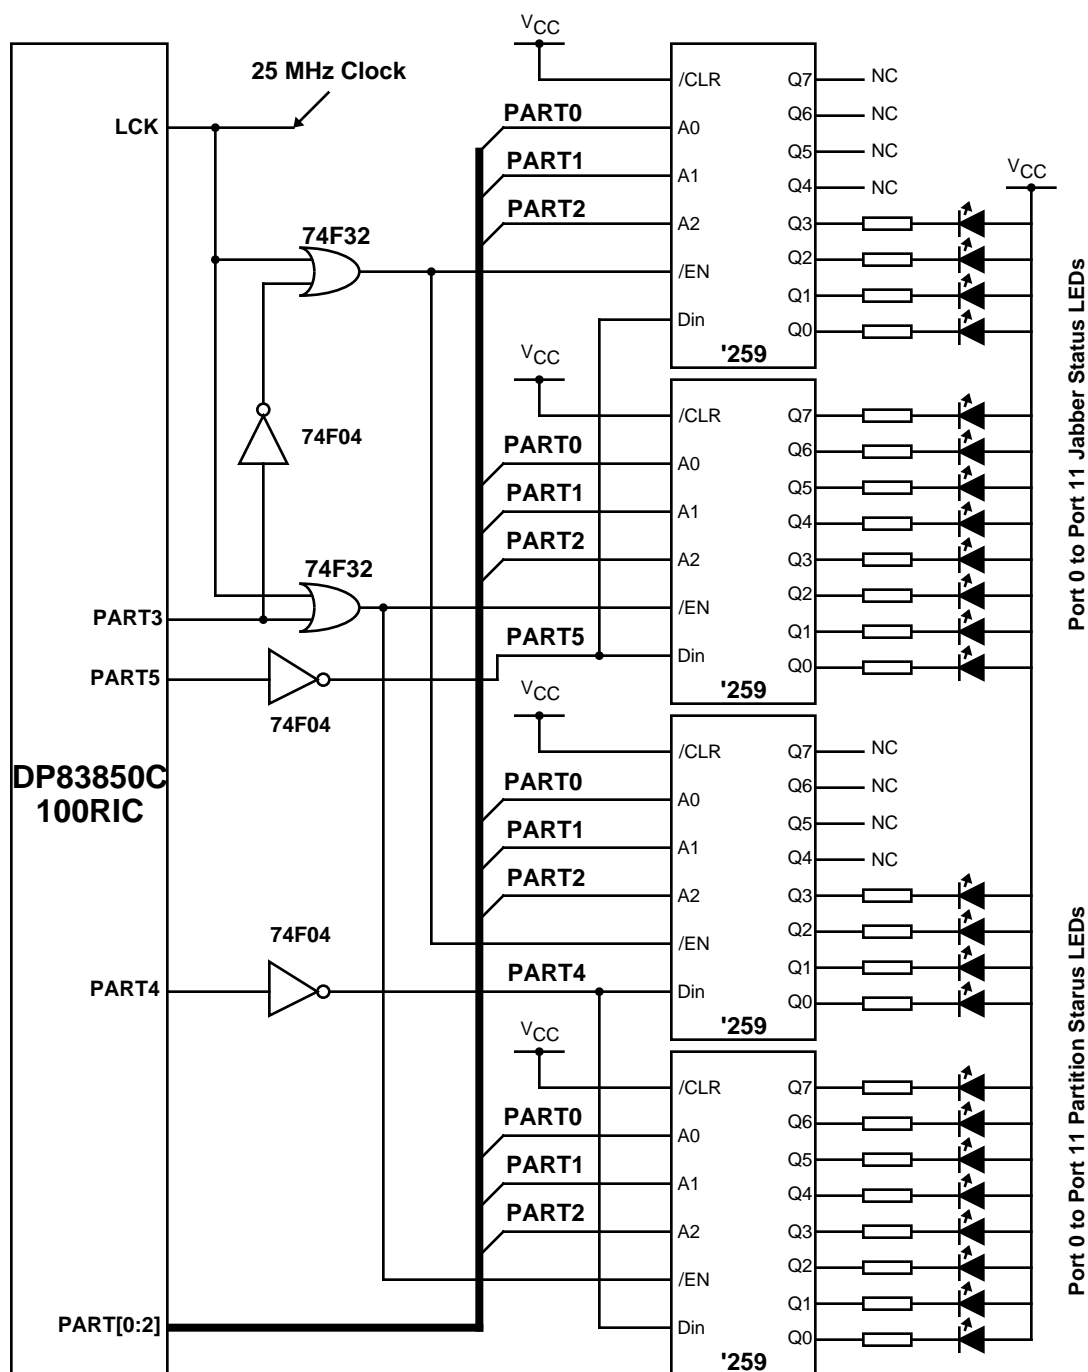 DP83850C
100RIC
LCK
PART3
PART5
PART4
PART[0:2]
25 MHz Clock
74F32
74F04
74F32
74F04
74F04
VCC
PART0
PART1
PART2
/CLR
A0
A1
A2
/EN
Din
Q7
Q6
Q5
Q4
Q3
Q2
Q1
Q0
'259
NC
NC
NC
NC
VCC
VCC
PART0
PART1
PART2
PART5
/CLR
A0
A1
A2
/EN
Din
Q7
Q6
Q5
Q4
Q3
Q2
Q1
Q0
'259
VCC
PART0
PART1
PART2
PART4
/CLR
A0
A1
A2
/EN
Din
Q7
Q6
Q5
Q4
Q3
Q2
Q1
Q0
'259
NC
NC
NC
NC
VCC
PART0
PART1
PART2
/CLR
A0
A1
A2
/EN
Din
Q7
Q6
Q5
Q4
Q3
Q2
Q1
Q0
'259
Port 0 to Port 11 Jabber Status LEDs
Port 0 to Port 11 Partition Starus LEDs